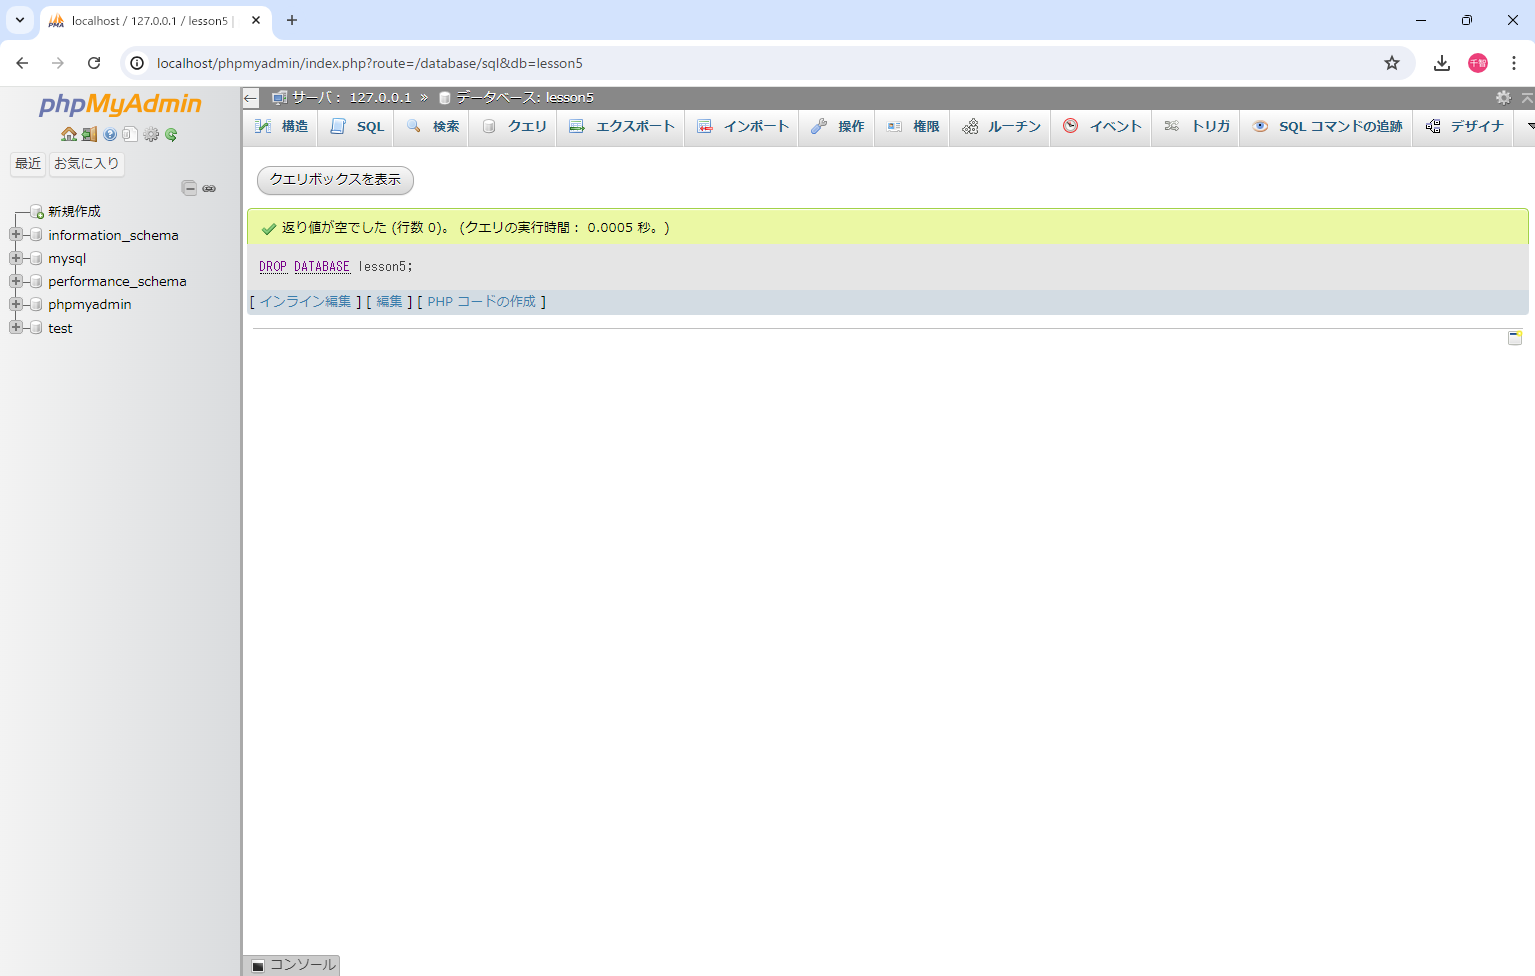 localhost / 127.0.0.1 / lesson5 |
localhost/phpmyadmin/index.php?route=/database/sql&db=lesson5
千智
phpMyAdmin
最近 お気に入り
新規作成
information_schema
mysql
performance_schema
phpmyadmin
test
サーバ： 127.0.0.1 » データベース: lesson5
構造 SQL 検索 クエリ エクスポート インポート 操作 権限 ルーチン イベント トリガ SQL コマンドの追跡 デザイナ
クエリボックスを表示
返り値が空でした (行数 0)。 (クエリの実行時間： 0.0005 秒。)
DROP DATABASE lesson5;
[ インライン編集 ] [ 編集 ] [ PHP コードの作成 ]
コンソール